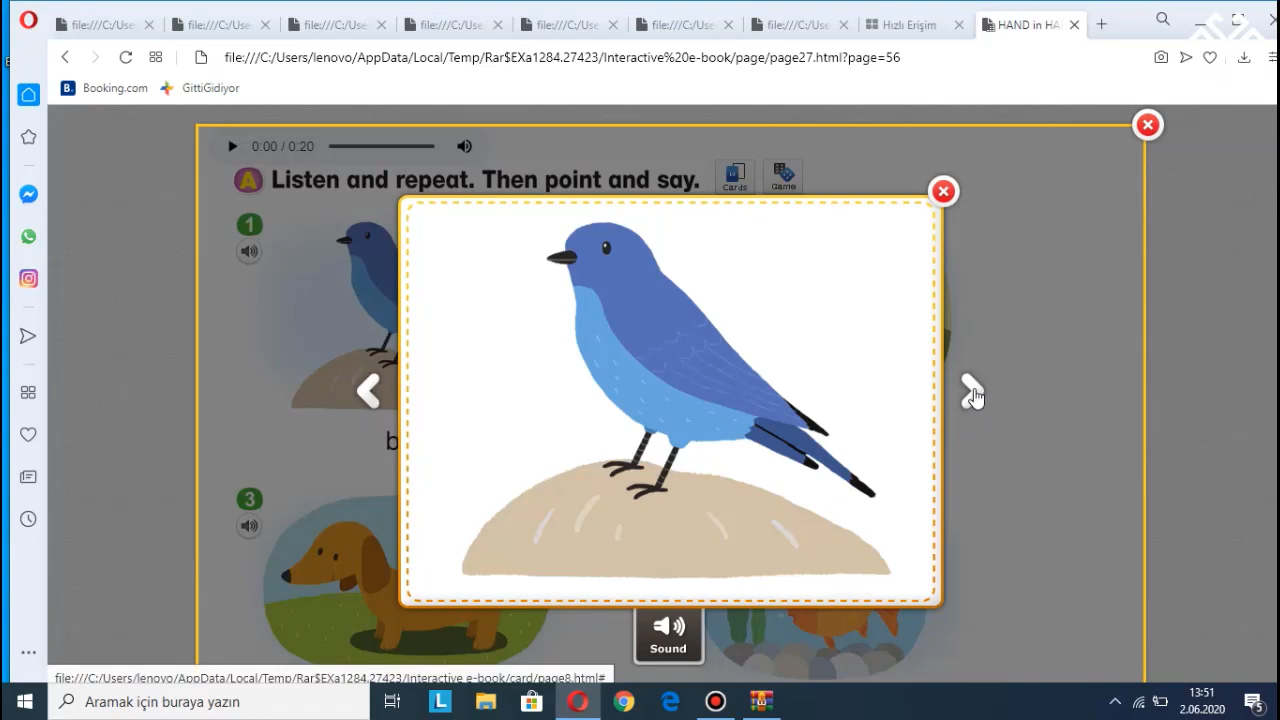 file:///C:/Use
file:///C:/Use
file:///C:/Use
file:///C:/Use
file:///C:/Use
file:///C:/Use
file:///C:/Use
Hızlı Erişim
HAND in HA
file:///C:/Users/lenovo/AppData/Local/Temp/Rar$EXa1284.27423/Interactive%20e-book/page/page27.html?page=56
B. Booking.com
GittiGidiyor
0:00 / 0:20
A Listen and repeat. Then point and say.
Cards
Game
1
b
3
Sound
file:///C:/Users/lenovo/AppData/Local/Temp/Rar$EXa1284.27423/Interactive e-book/card/page8.html#
Aramak için buraya yazın
L
13:51
2.06.2020
5